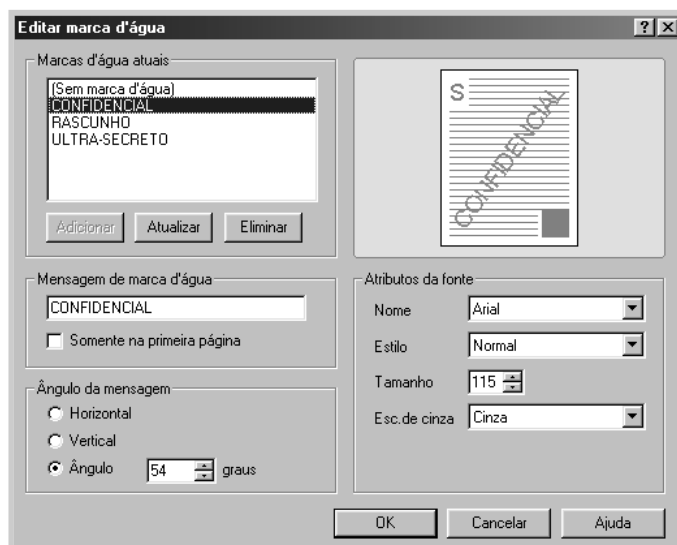 Editar marca d'água
Marcas d'água atuais
(Sem marca d'água)
CONFIDENCIAL
RASCUNHO
ULTRA-SECRETO
Adicionar Atualizar Eliminar
S
CONFIDENCIAL
Mensagem de marca d'água
CONFIDENCIAL
Somente na primeira página
Ângulo da mensagem
Horizontal
Vertical
Ângulo 54 graus
Atributos da fonte
Nome Arial
Estilo Normal
Tamanho 115
Esc.de cinza Cinza
OK Cancelar Ajuda